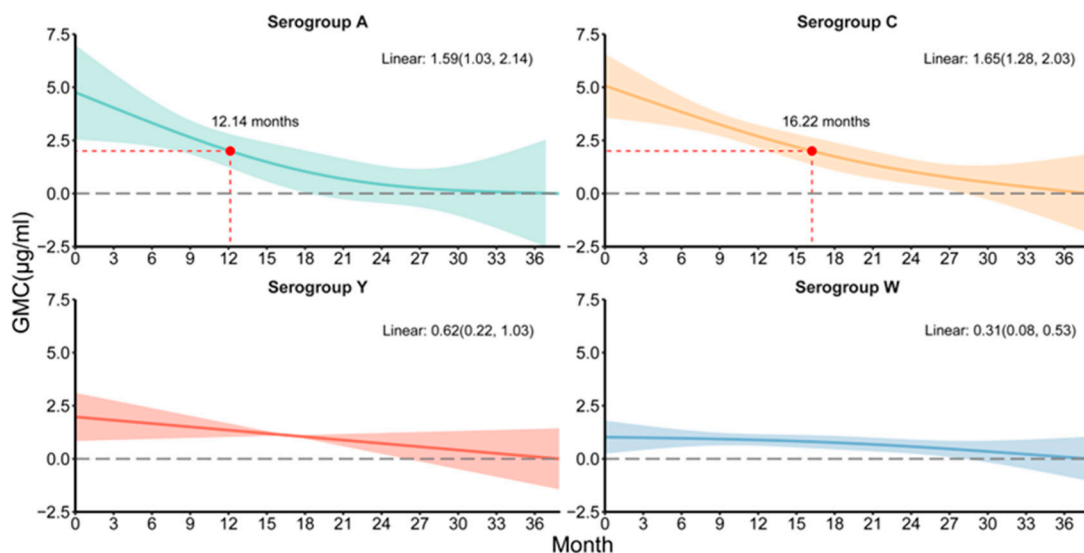 Serogroup A
Serogroup C
7.5
Linear: 1.59(1.03, 2.14)
7.5
Linear: 1.65(1.28, 2.03)
5.0
5.0
12.14 months
16.22 months
2.5
2.5
0.0
0.0
−2.5
−2.5
0 3 6 9 12 15 18 21 24 27 30 33 36
0 3 6 9 12 15 18 21 24 27 30 33 36
GMC(μg/ml)
Serogroup Y
Serogroup W
7.5
Linear: 0.62(0.22, 1.03)
7.5
Linear: 0.31(0.08, 0.53)
5.0
5.0
2.5
2.5
0.0
0.0
−2.5
−2.5
0 3 6 9 12 15 18 21 24 27 30 33 36
0 3 6 9 12 15 18 21 24 27 30 33 36
Month